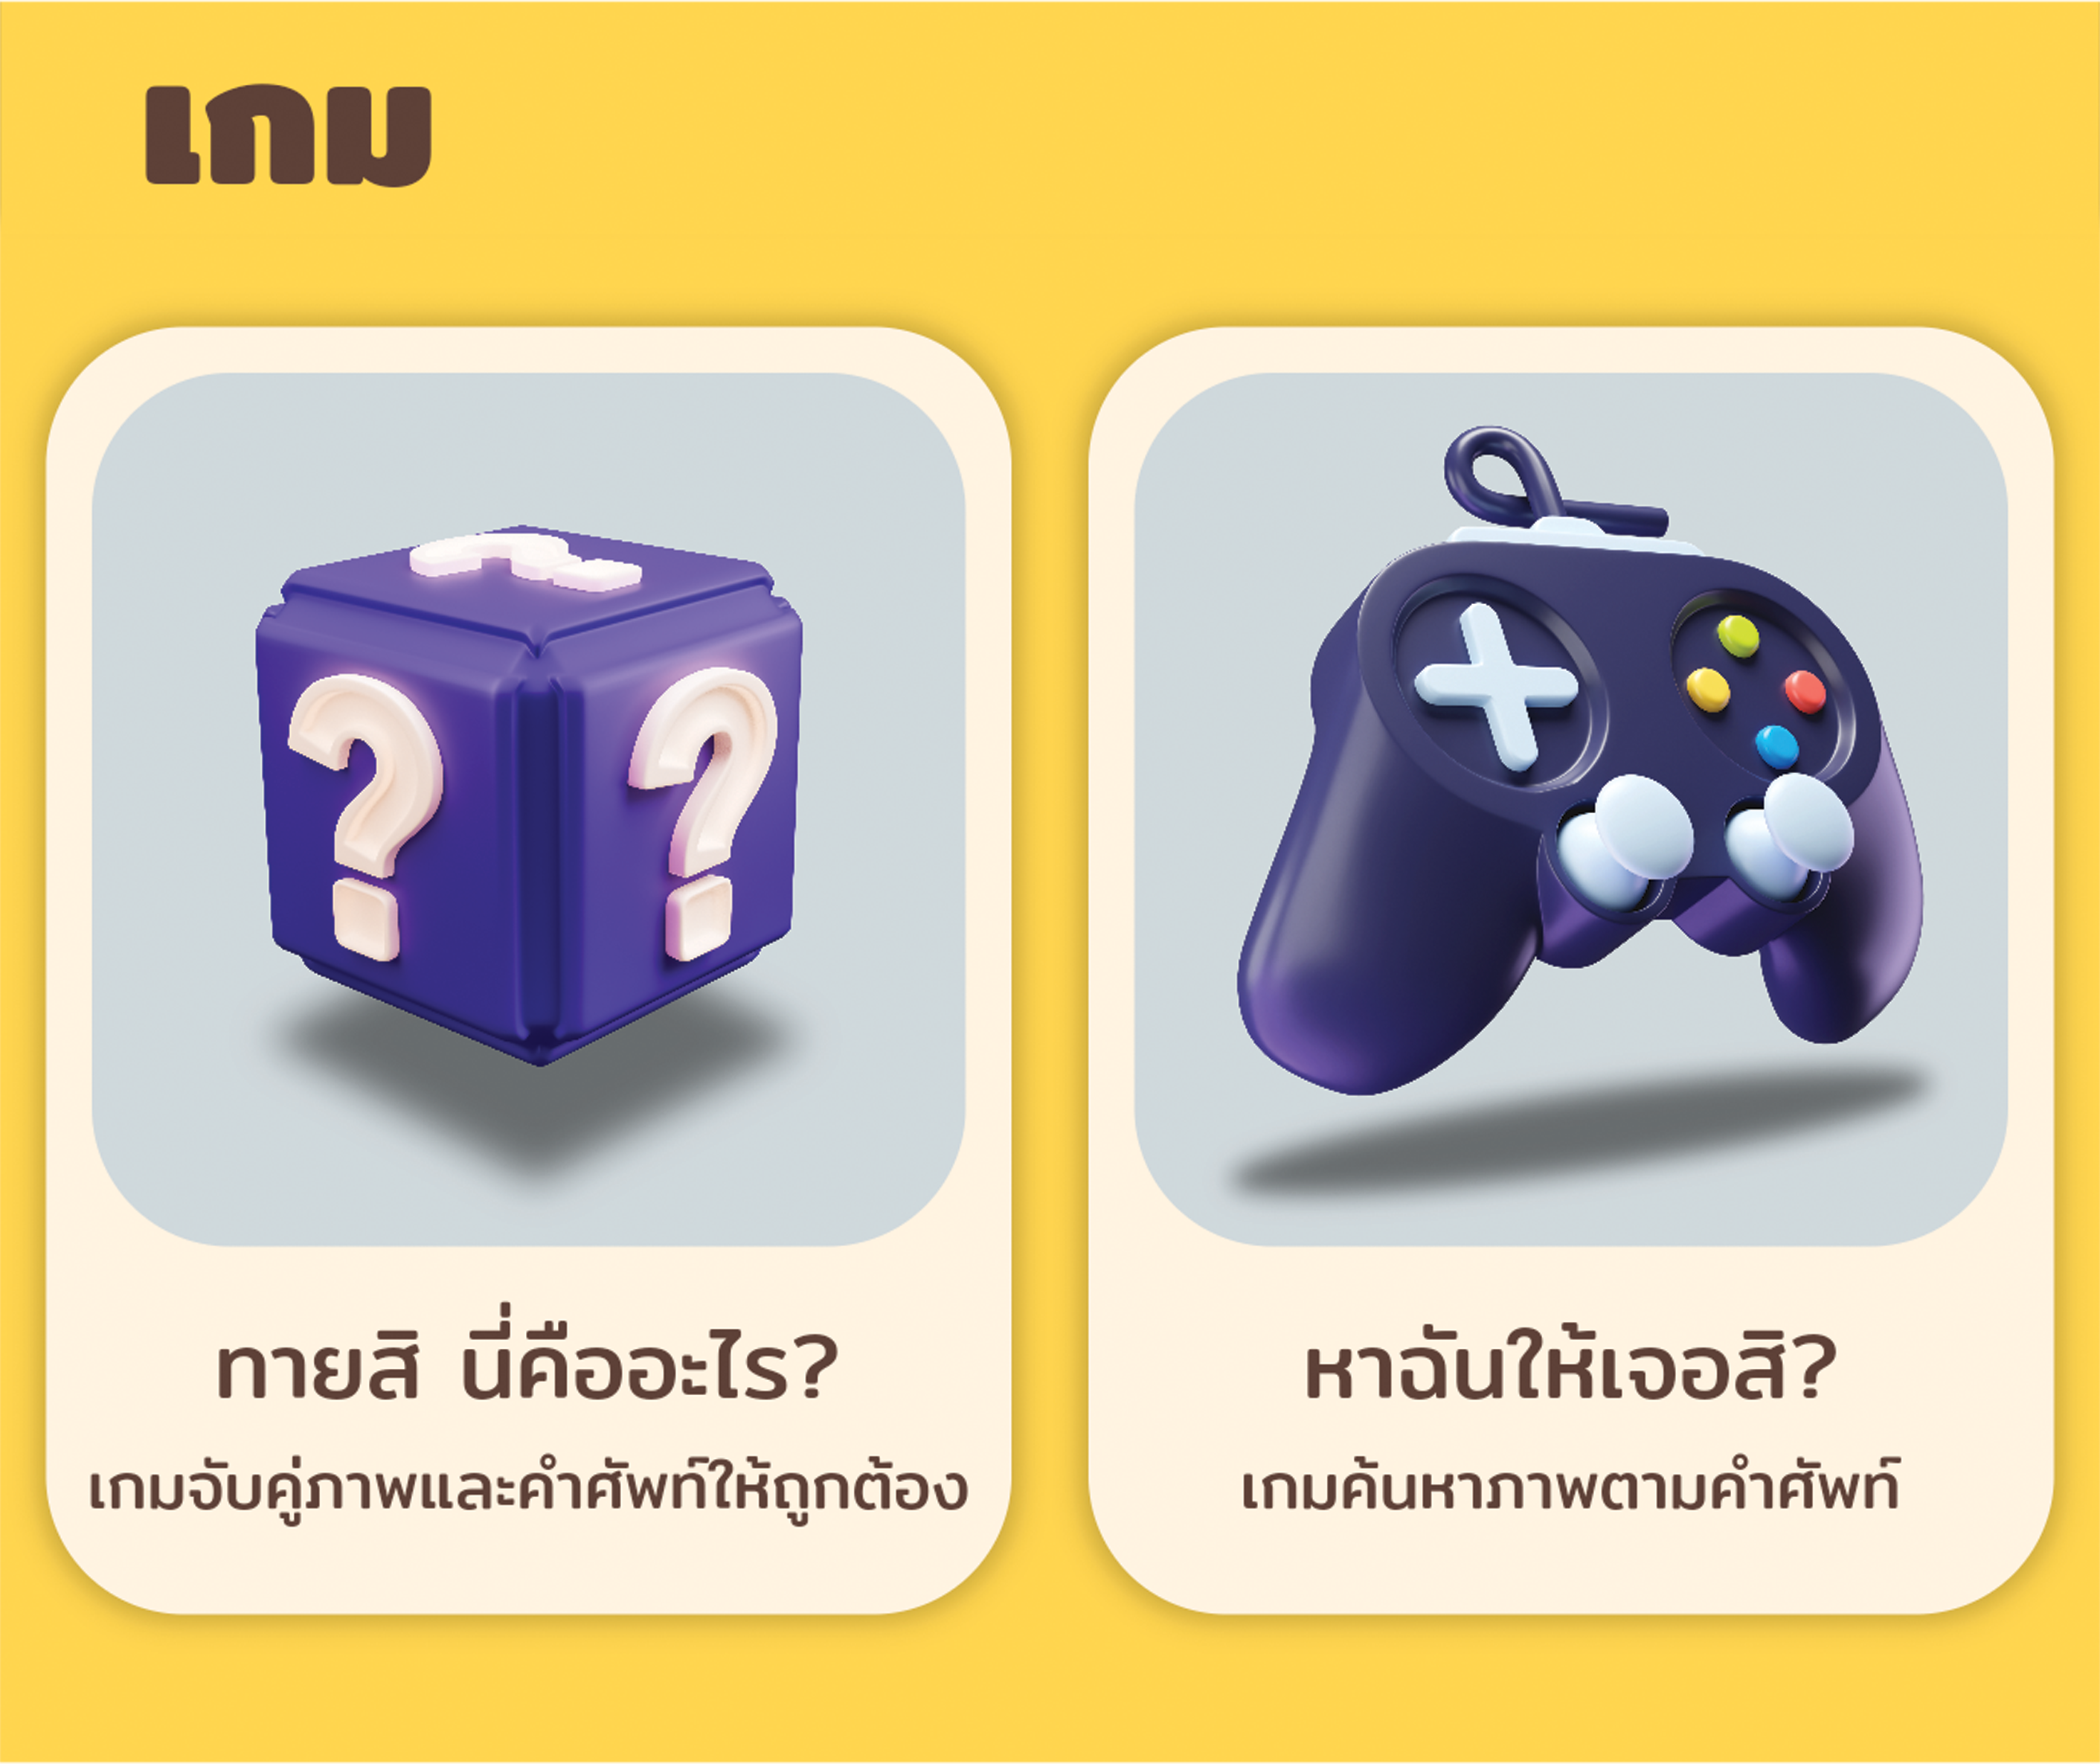 เกม
ทายสิ นี่คืออะไร?
เกมจับคู่ภาพและคำศัพท์ให้ถูกต้อง
หาฉันให้เจอสิ?
เกมค้นหาภาพตามคำศัพท์